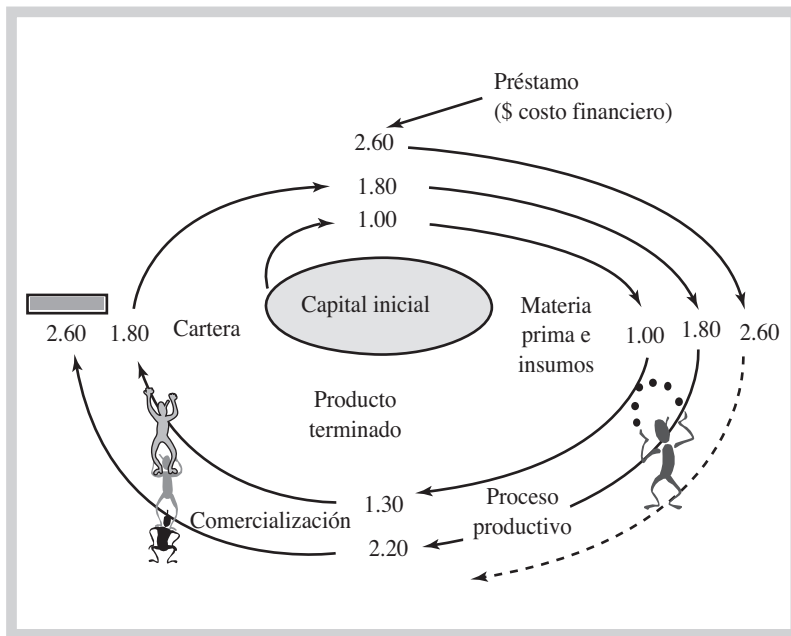 Préstamo
($ costo financiero)
2.60
1.80
1.00
Capital inicial
Materia
prima e
insumos
1.00 1.80 2.60
2.60 1.80 Cartera
Producto
terminado
1.30
Comercialización
Proceso
productivo
2.20